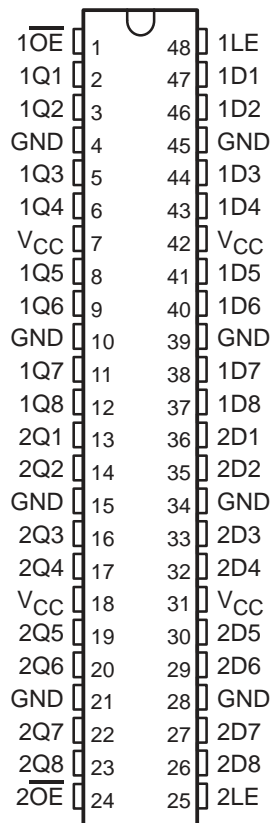 1O̅E̅ 1 48 1LE
1Q1 2 47 1D1
1Q2 3 46 1D2
GND 4 45 GND
1Q3 5 44 1D3
1Q4 6 43 1D4
VCC 7 42 VCC
1Q5 8 41 1D5
1Q6 9 40 1D6
GND 10 39 GND
1Q7 11 38 1D7
1Q8 12 37 1D8
2Q1 13 36 2D1
2Q2 14 35 2D2
GND 15 34 GND
2Q3 16 33 2D3
2Q4 17 32 2D4
VCC 18 31 VCC
2Q5 19 30 2D5
2Q6 20 29 2D6
GND 21 28 GND
2Q7 22 27 2D7
2Q8 23 26 2D8
2O̅E̅ 24 25 2LE